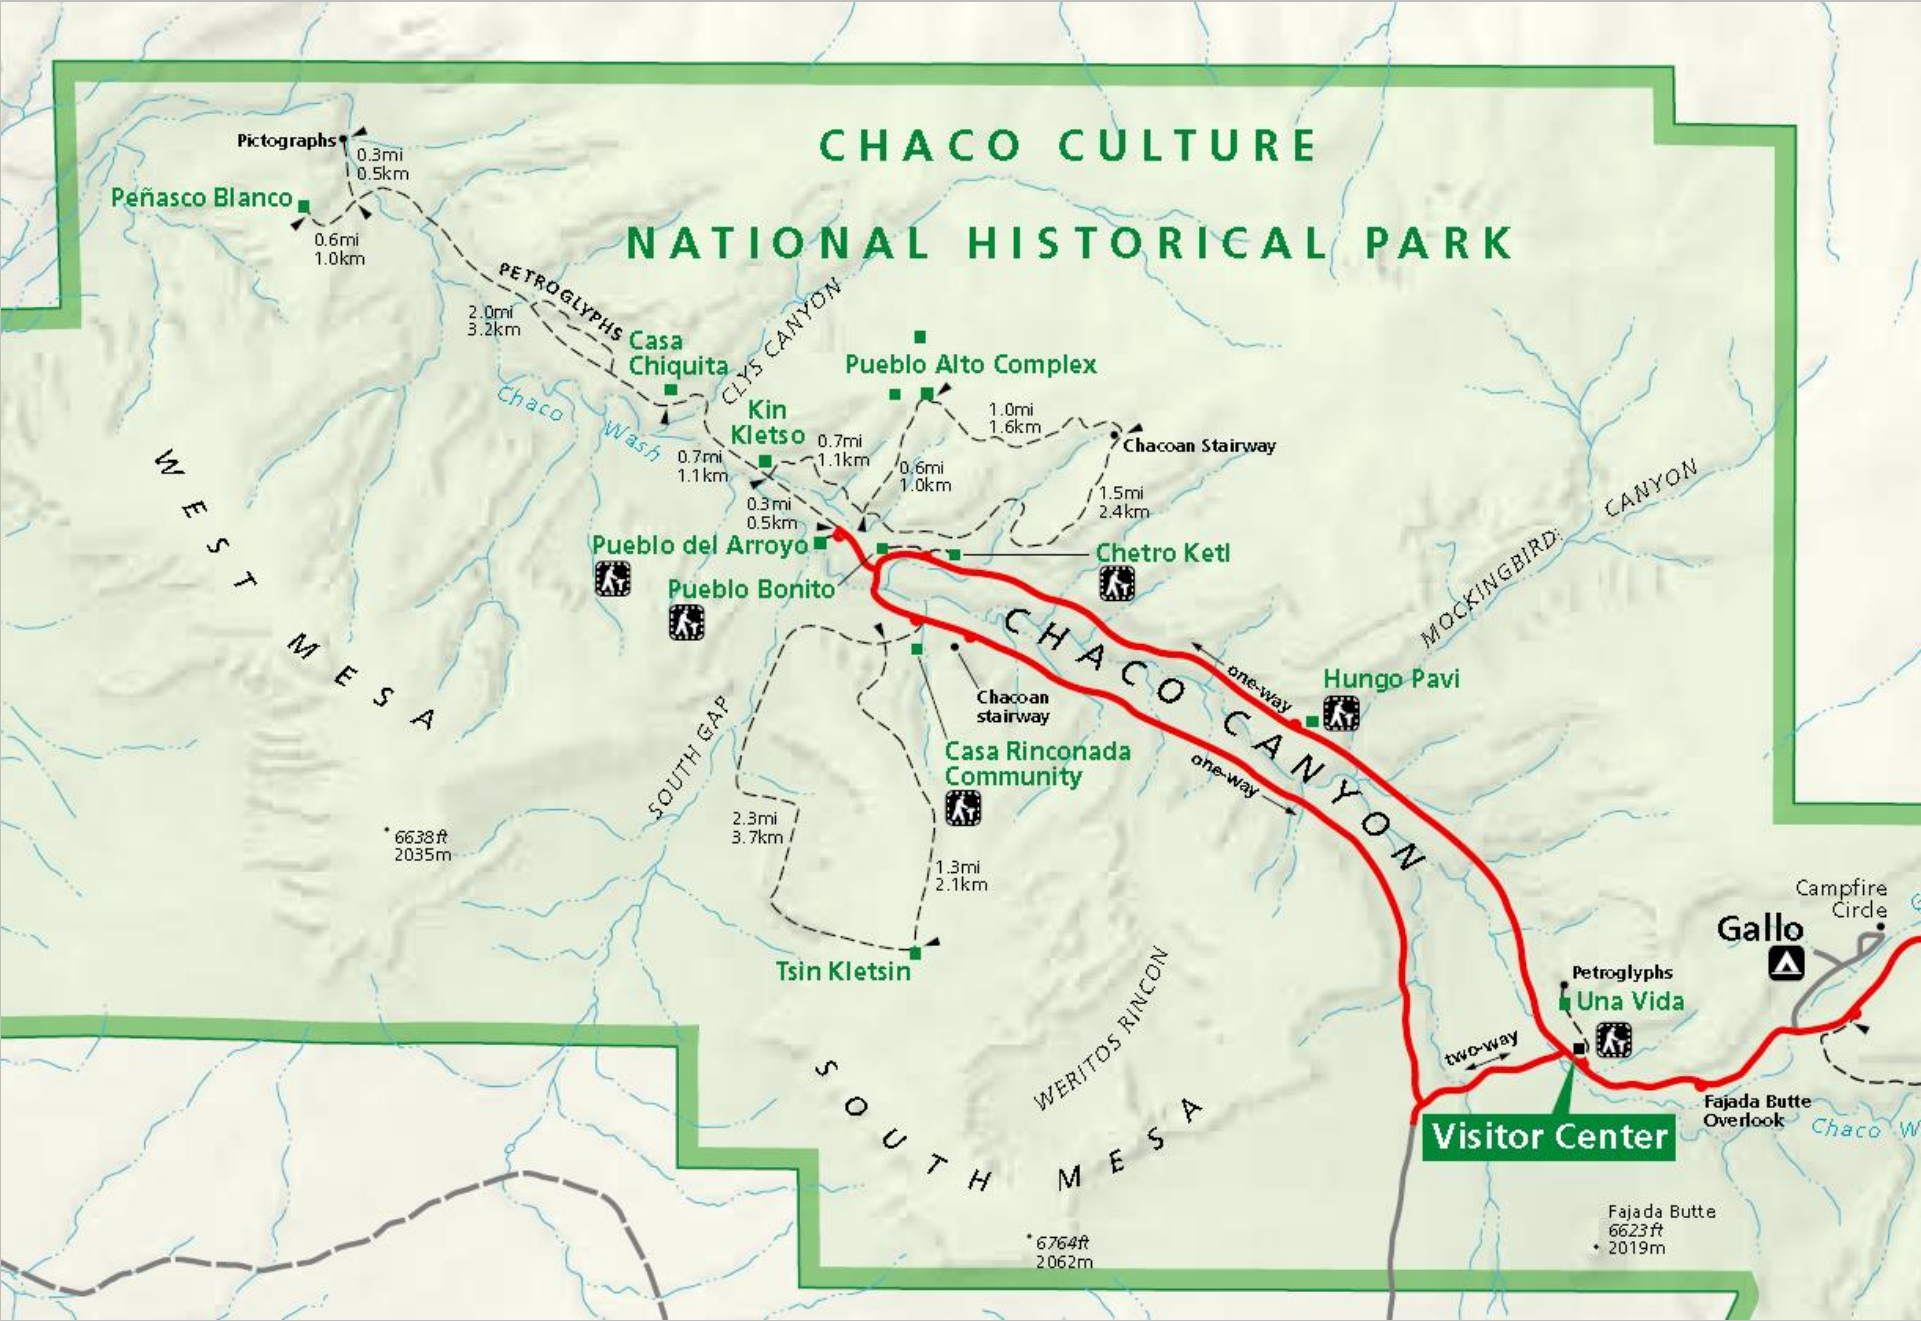 CHACO CULTURE
NATIONAL HISTORICAL PARK
Pictographs
0.3mi
0.5km
Peñasco Blanco
0.6mi
1.0km
PETROGLYPHS
2.0mi
3.2km
Casa
Chiquita
CLYS CANYON
Pueblo Alto Complex
Chaco
Wash
Kin
Kletso
0.7mi
1.1km
1.0mi
1.6km
Chacoan Stairway
0.7mi
1.1km
0.6mi
1.0km
0.3mi
0.5km
1.5mi
2.4km
WEST MESA
MOCKINGBIRD CANYON
Pueblo del Arroyo
Pueblo Bonito
Chetro Ketl
CHACO CANYON
one-way
Hungo Pavi
one-way
Chacoan
stairway
SOUTH GAP
Casa Rinconada
Community
2.3mi
3.7km
6638ft
2035m
1.3mi
2.1km
Campfire
Circle
Gallo
Tsin Kletsin
WERITOS RINCON
Petroglyphs
Una Vida
two-way
SOUTH MESA
Visitor Center
Fajada Butte
Overlook
Chaco W
Fajada Butte
6623ft
2019m
6764ft
2062m